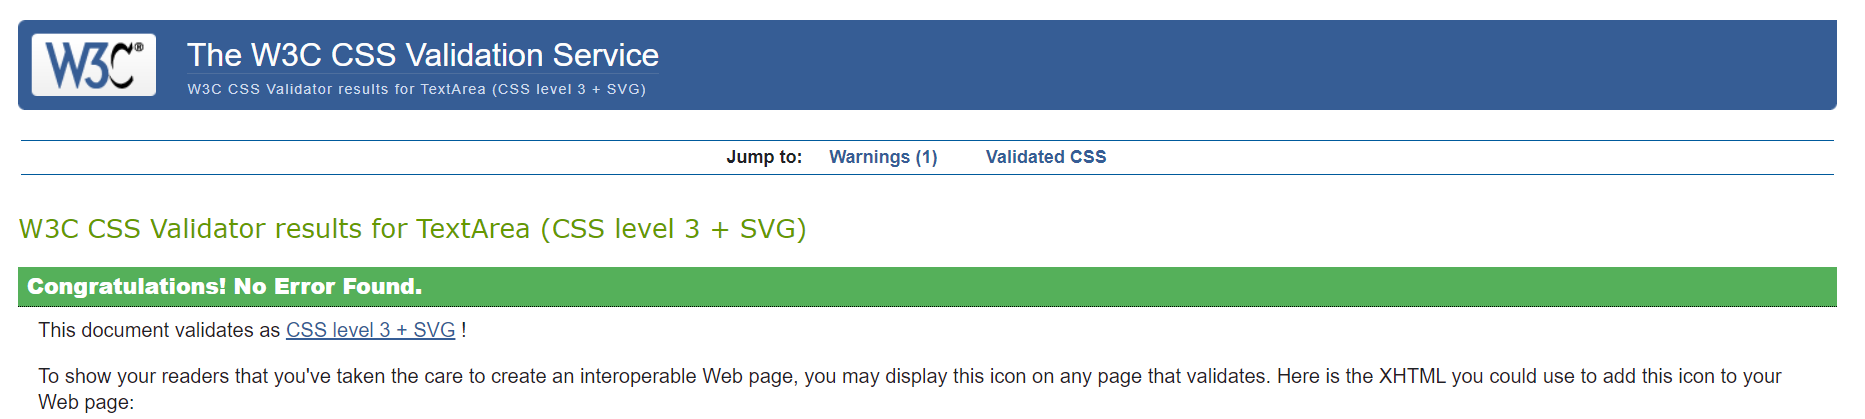 W3C®
The W3C CSS Validation Service
W3C CSS Validator results for TextArea (CSS level 3 + SVG)
Jump to: Warnings (1) Validated CSS
W3C CSS Validator results for TextArea (CSS level 3 + SVG)
Congratulations! No Error Found.
This document validates as CSS level 3 + SVG !
To show your readers that you've taken the care to create an interoperable Web page, you may display this icon on any page that validates. Here is the XHTML you could use to add this icon to your
Web page: